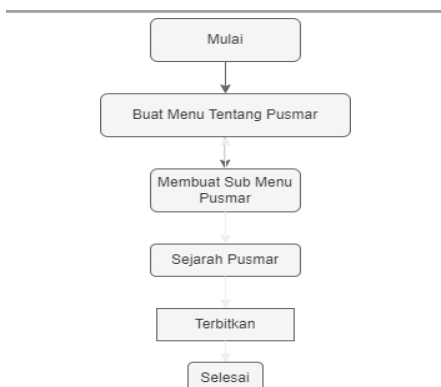 Mulai
Buat Menu Tentang Pusmar
Membuat Sub Menu
Pusmar
Sejarah Pusmar
Terbitkan
Selesai